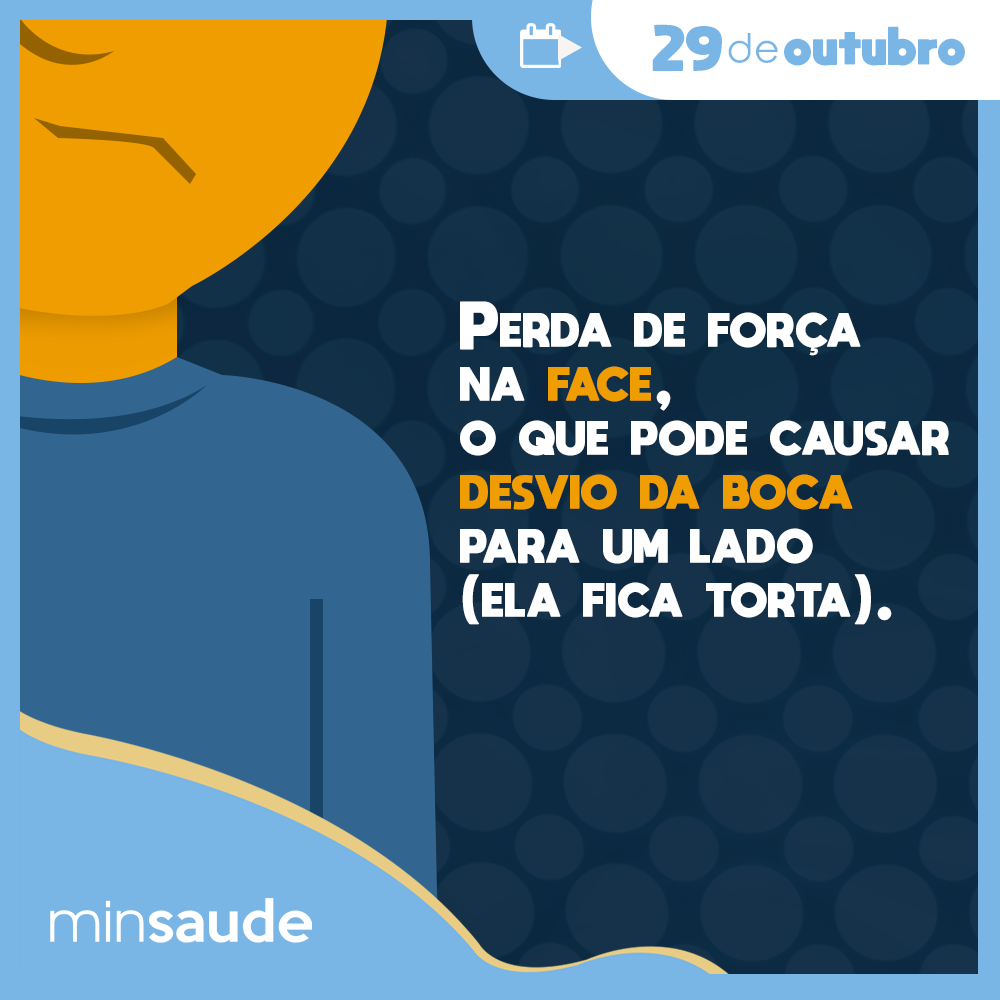 29 de outubro
Perda de força
na face,
o que pode causar
desvio da boca
para um lado
(ela fica torta).
minsaude